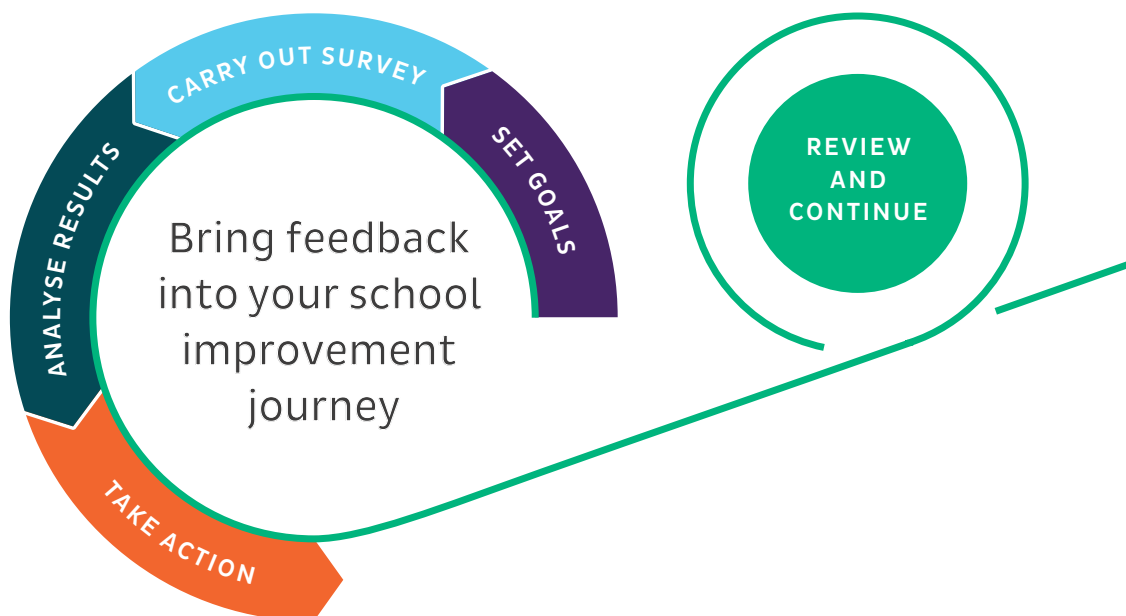 CARRY OUT SURVEY
SET GOALS
ANALYSE RESULTS
TAKE ACTION
Bring feedback
into your school
improvement
journey
REVIEW
AND
CONTINUE